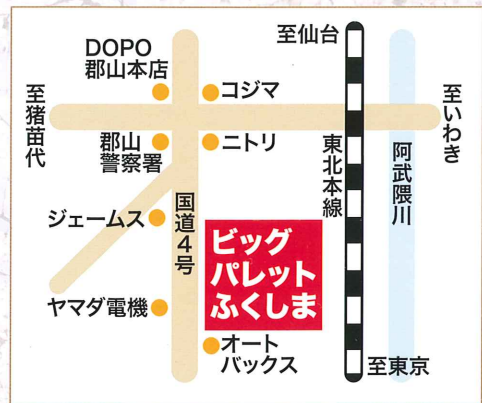 至仙台
DOPO
郡山本店
コジマ
至猪苗代
至いわき
郡山
警察署
ニトリ
東北本線
阿武隈川
国道4号
ジェームス
ビッグ
パレット
ふくしま
ヤマダ電機
オート
バックス
至東京